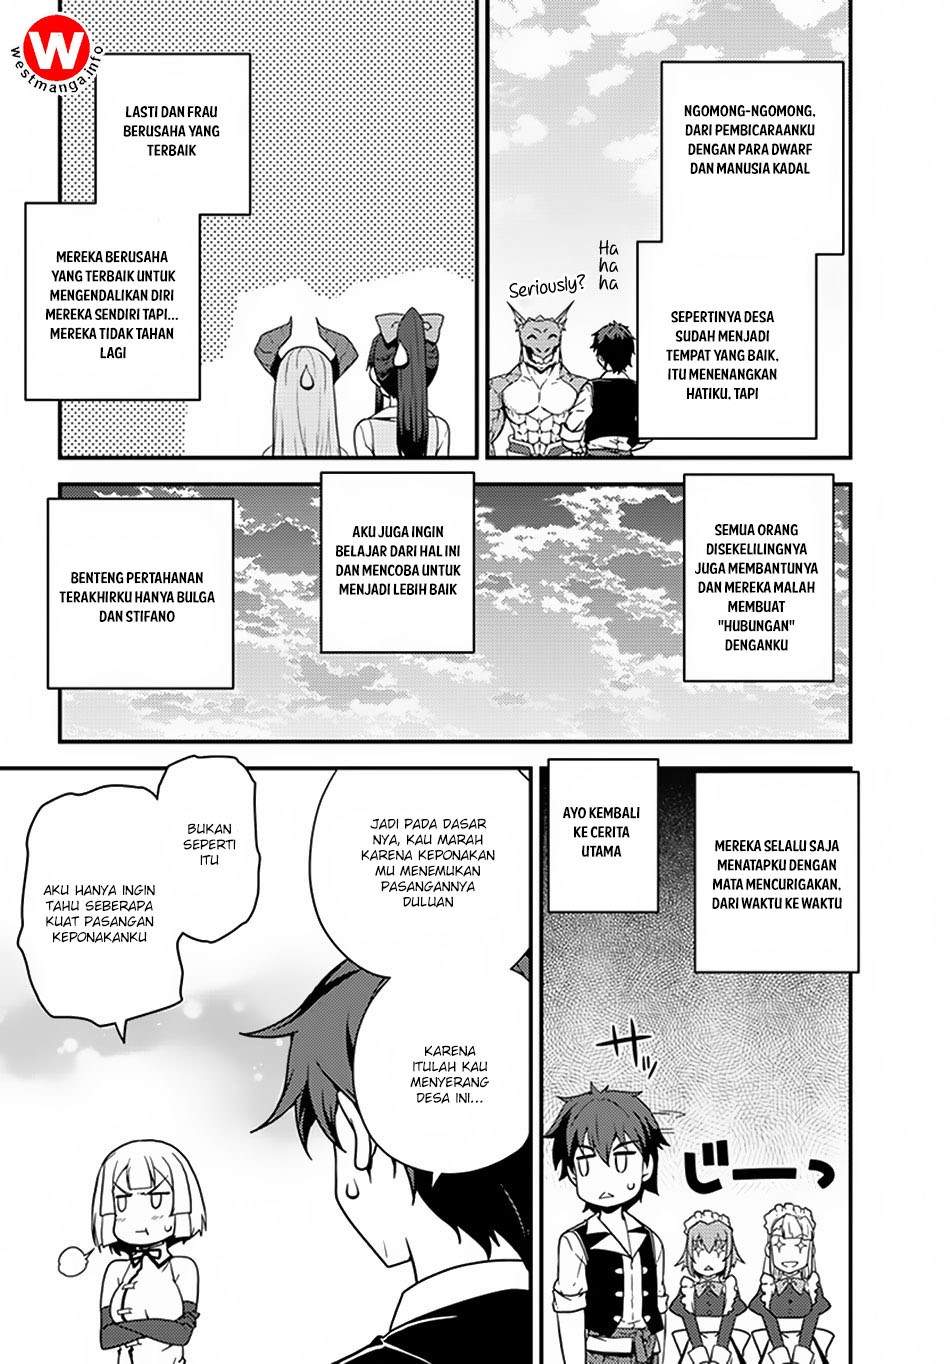 W
westmanga.info
NGOMONG-NGOMONG,
DARI PEMBICARAANKU
DENGAN PARA DWARF
DAN MANUSIA KADAL
SEPERTINYA DESA
SUDAH MENJADI
TEMPAT YANG BAIK,
ITU MENENANGKAN
HATIKU, TAPI
Ha
ha
ha
Seriously?
LASTI DAN FRAU
BERUSAHA YANG
TERBAIK
MEREKA BERUSAHA
YANG TERBAIK UNTUK
MENGENDALIKAN DIRI
MEREKA SENDIRI TAPI...
MEREKA TIDAK TAHAN
LAGI
SEMUA ORANG
DISEKELILINGNYA
JUGA MEMBANTUNYA
DAN MEREKA MALAH
MEMBUAT
"HUBUNGAN"
DENGANKU
AKU JUGA INGIN
BELAJAR DARI HAL INI
DAN MENCOBA UNTUK
MENJADI LEBIH BAIK
BENTENG PERTAHANAN
TERAKHIRKU HANYA BULGA
DAN STIFANO
MEREKA SELALU SAJA
MENATAPKU DENGAN
MATA MENCURIGAKAN,
DARI WAKTU KE WAKTU
AYO KEMBALI
KE CERITA
UTAMA
サッ
じーっ
JADI PADA DASAR
NYA, KAU MARAH
KARENA KEPONAKAN
MU MENEMUKAN
PASANGANNYA
DULUAN
KARENA
ITULAH KAU
MENYERANG
DESA INI...
BUKAN
SEPERTI
ITU
AKU HANYA INGIN
TAHU SEBERAPA
KUAT PASANGAN
KEPONAKANKU